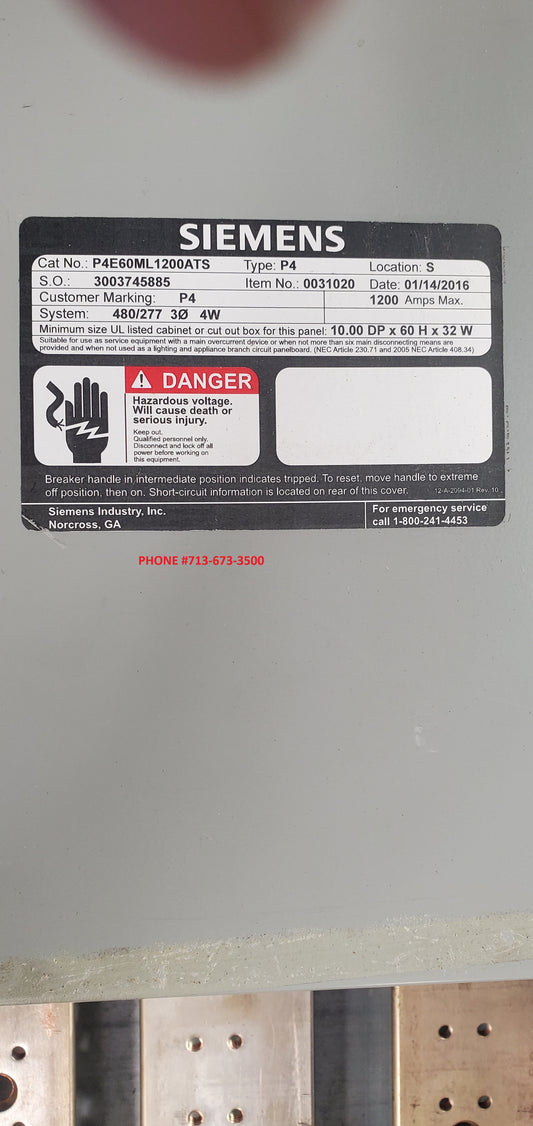 SIEMENS
Cat No.: P4E60ML1200ATS Type: P4 Location: S
S.O.: 3003745885 Item No.: 0031020 Date: 01/14/2016
Customer Marking: P4 1200 Amps Max.
System: 480/277 3Ø 4W
Minimum size UL listed cabinet or cut out box for this panel: 10.00 DP x 60 H x 32 W
Suitable for use as service equipment with a main overcurrent device or when not more than six main disconnecting means are
provided and when not used as a lighting and appliance branch circuit panelboard. (NEC Article 230.71 and 2005 NEC Article 408.34)
DANGER
Hazardous voltage.
Will cause death or
serious injury.
Keep out.
Qualified personnel only.
Disconnect and lock off all
power before working on
this equipment.
Breaker handle in intermediate position indicates tripped. To reset, move handle to extreme
off position, then on. Short-circuit information is located on rear of this cover. 12-A-2094-01 Rev. 10
Siemens Industry, Inc.
Norcross, GA
For emergency service
call 1-800-241-4453
PHONE #713-673-3500